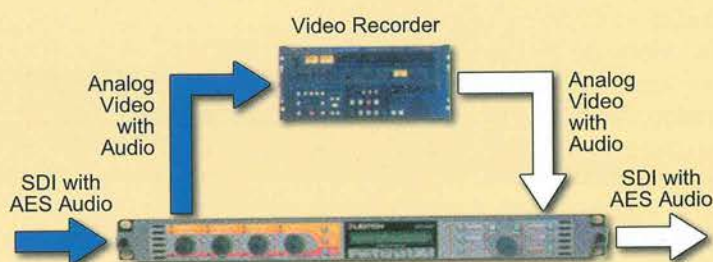 Video Recorder
Analog
Video
with
Audio
Analog
Video
with
Audio
SDI with
AES Audio
SDI with
AES Audio